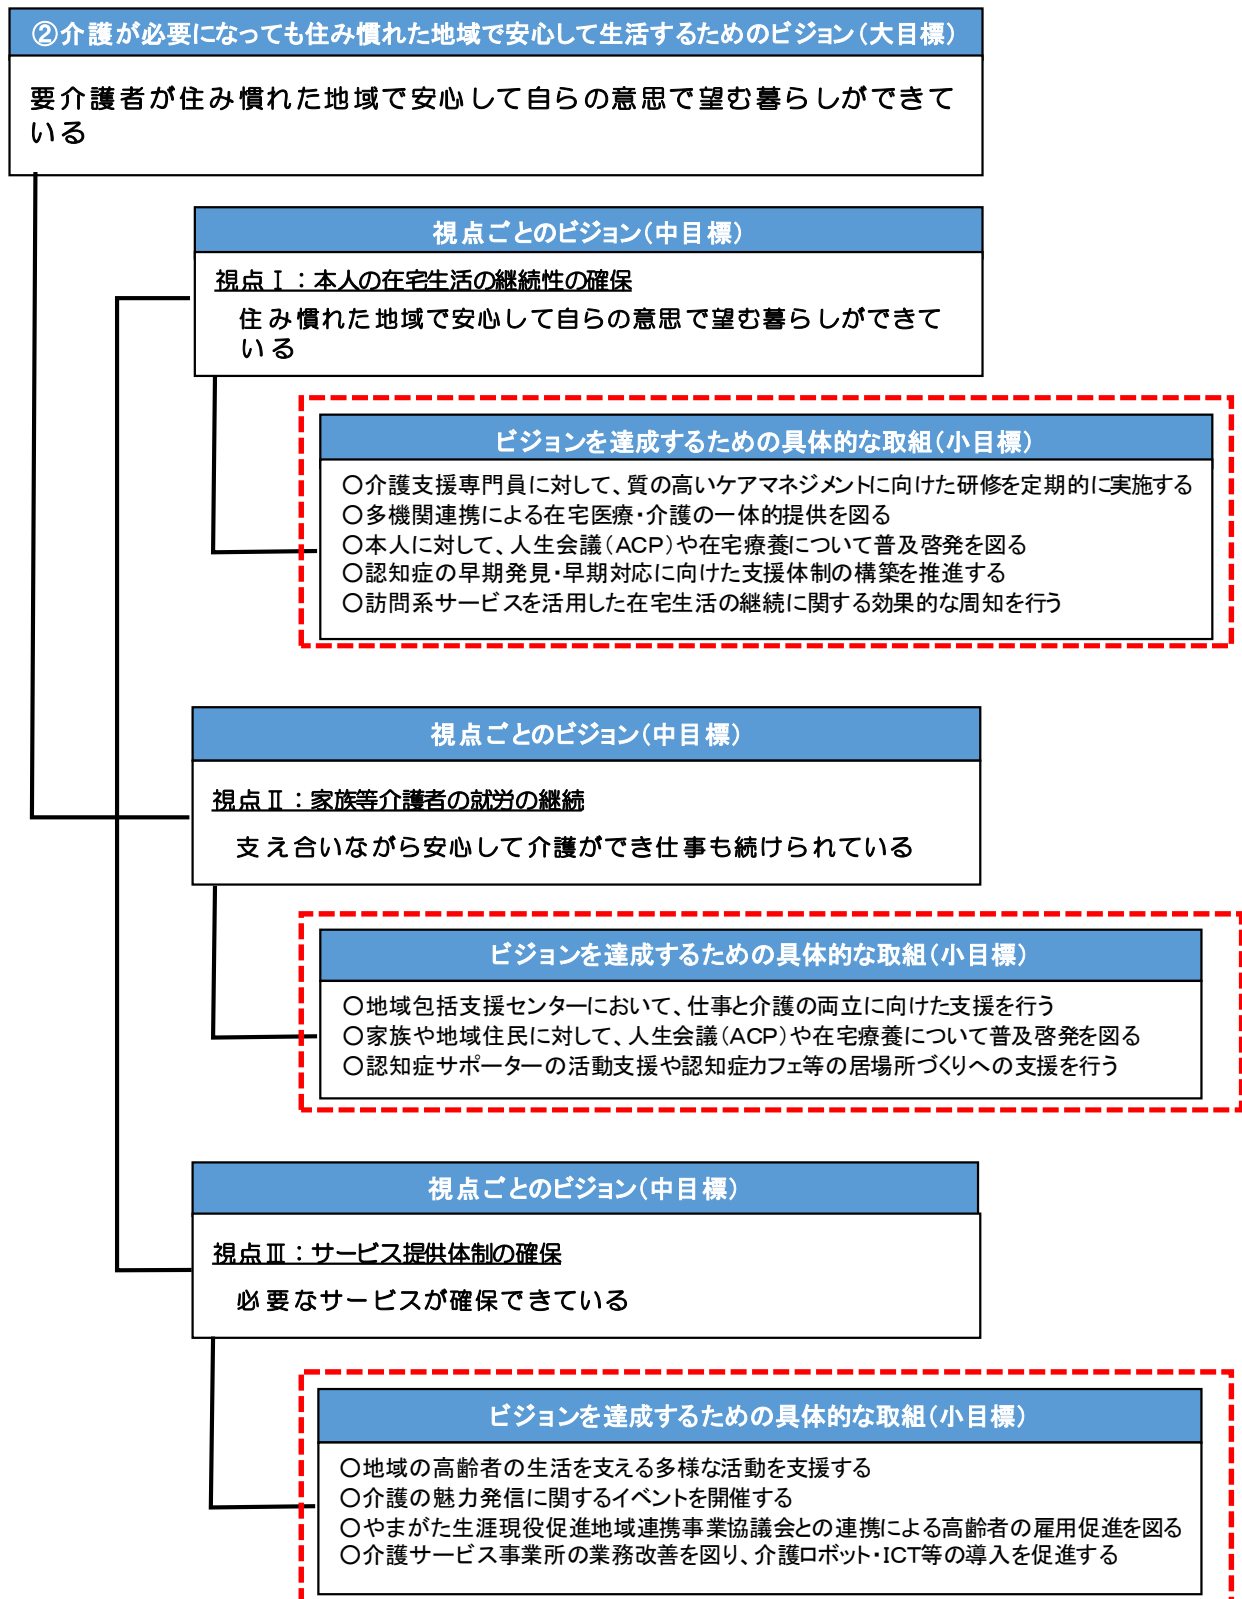 ②介護が必要になっても住み慣れた地域で安心して生活するためのビジョン（大目標）
要介護者が住み慣れた地域で安心して自らの意思で望む暮らしができて
いる
視点ごとのビジョン（中目標）
視点Ⅰ：本人の在宅生活の継続性の確保
住み慣れた地域で安心して自らの意思で望む暮らしができて
いる
ビジョンを達成するための具体的な取組（小目標）
〇介護支援専門員に対して、質の高いケアマネジメントに向けた研修を定期的に実施する
〇多機関連携による在宅医療・介護の一体的提供を図る
〇本人に対して、人生会議（ACP）や在宅療養について普及啓発を図る
〇認知症の早期発見・早期対応に向けた支援体制の構築を推進する
〇訪問系サービスを活用した在宅生活の継続に関する効果的な周知を行う
視点ごとのビジョン（中目標）
視点Ⅱ：家族等介護者の就労の継続
支え合いながら安心して介護ができ仕事も続けられている
ビジョンを達成するための具体的な取組（小目標）
〇地域包括支援センターにおいて、仕事と介護の両立に向けた支援を行う
〇家族や地域住民に対して、人生会議（ACP）や在宅療養について普及啓発を図る
〇認知症サポーターの活動支援や認知症カフェ等の居場所づくりへの支援を行う
視点ごとのビジョン（中目標）
視点Ⅲ：サービス提供体制の確保
必要なサービスが確保できている
ビジョンを達成するための具体的な取組（小目標）
〇地域の高齢者の生活を支える多様な活動を支援する
〇介護の魅力発信に関するイベントを開催する
〇やまがた生涯現役促進地域連携事業協議会との連携による高齢者の雇用促進を図る
〇介護サービス事業所の業務改善を図り、介護ロボット・ICT等の導入を促進する